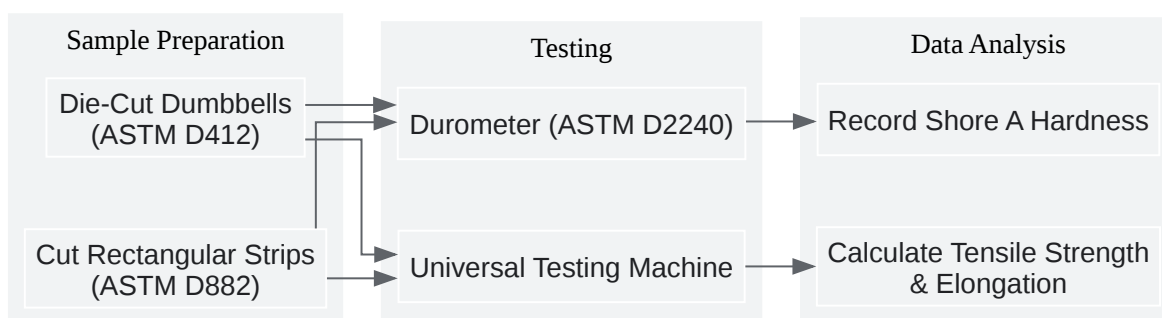 Sample Preparation
Die-Cut Dumbbells
(ASTM D412)
Cut Rectangular Strips
(ASTM D882)
Testing
Durometer (ASTM D2240)
Universal Testing Machine
Data Analysis
Record Shore A Hardness
Calculate Tensile Strength
& Elongation